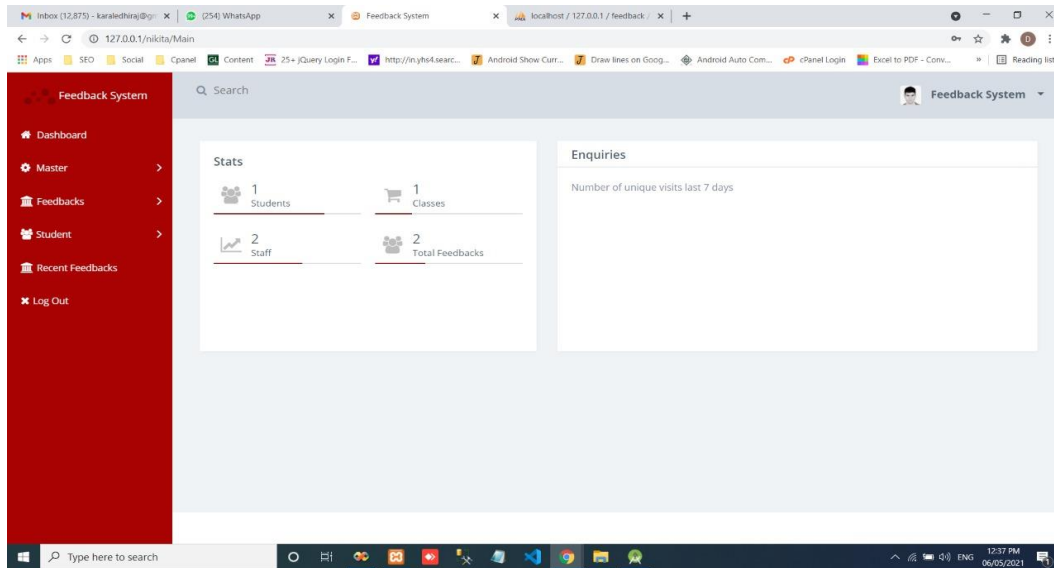 Inbox (12,875) - karaledhiraj@gm
(254) WhatsApp
Feedback System
localhost / 127.0.0.1 / feedback /
127.0.0.1/nikita/Main
Apps SEO Social Cpanel GL Content JR 25+ jQuery Login F... y! http://in.yhs4.searc... J Android Show Curr... J Draw lines on Goog... Android Auto Com... cP cPanel Login Excel to PDF - Conv... » Reading list
Feedback System
Search
Feedback System
Dashboard
Master
Feedbacks
Student
Recent Feedbacks
Log Out
Stats
1
Students
1
Classes
2
Staff
2
Total Feedbacks
Enquiries
Number of unique visits last 7 days
Type here to search
ENG
12:37 PM
06/05/2021